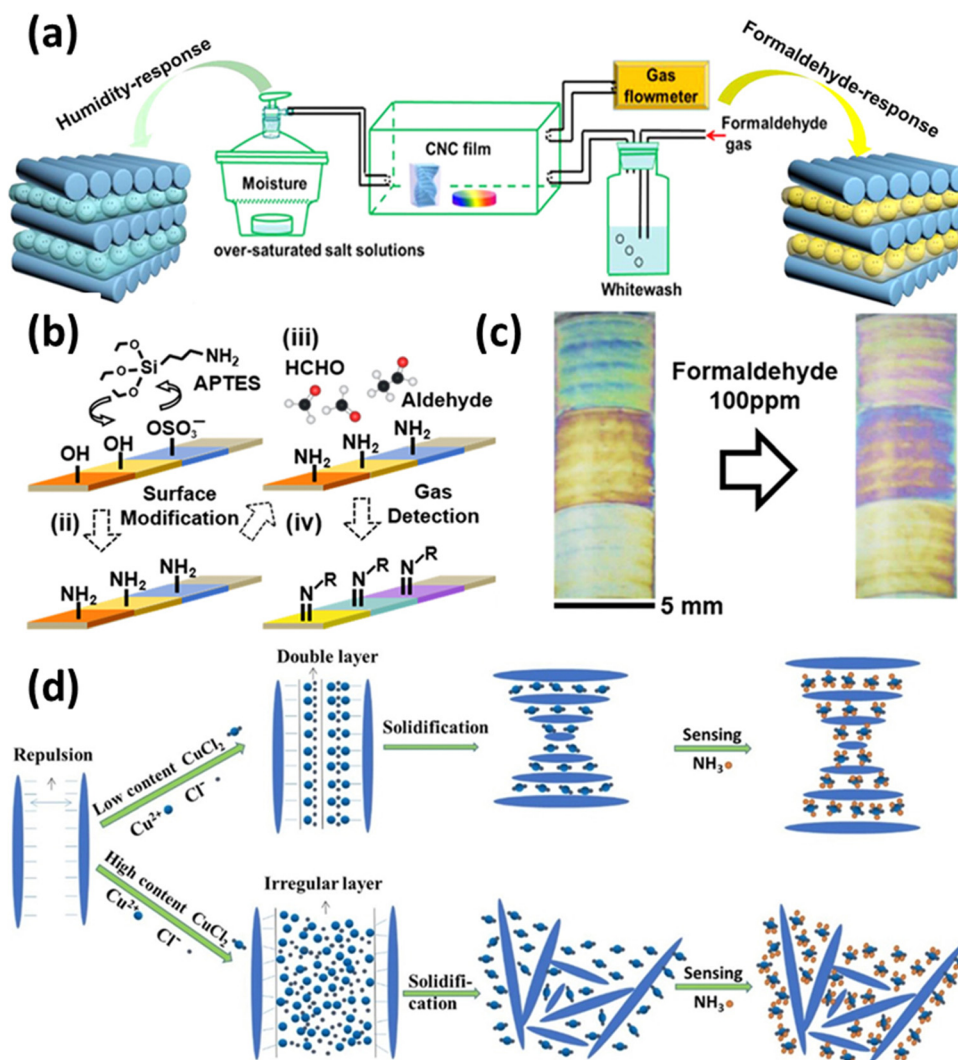 (a)
Humidity-response
Moisture
over-saturated salt solutions
CNC film
Gas
flowmeter
Formaldehyde
gas
Whitewash
Formaldehyde-response
(b)
Si
O
O
O
NH₂
APTES
OH
OH
OSO₃⁻
(ii)
Surface
Modification
NH₂
NH₂
NH₂
(iii)
HCHO
Aldehyde
NH₂
NH₂
NH₂
(iv)
Gas
Detection
N
R
N
R
N
R
(c)
Formaldehyde
100ppm
5 mm
(d)
Repulsion
Low content CuCl₂
Cu²⁺
Cl⁻
Double layer
Solidification
Sensing
NH₃
High content CuCl₂
Cu²⁺
Cl⁻
Irregular layer
Solidifi-
cation
Sensing
NH₃